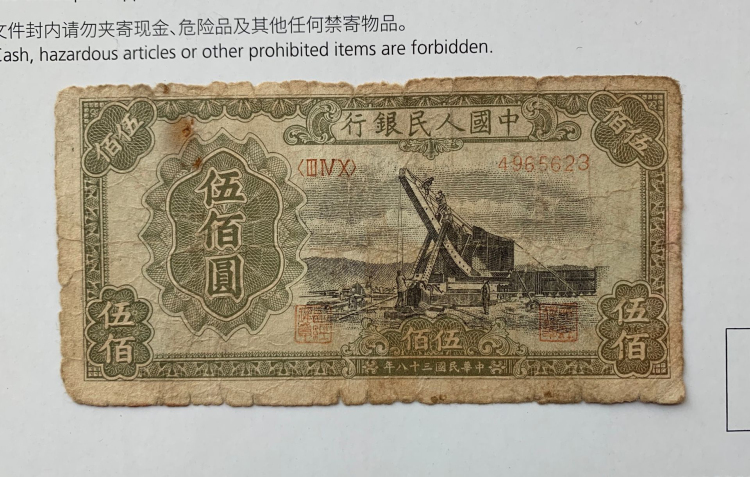 文件封内请勿夹寄现金、危险品及其他任何禁寄物品。
Cash, hazardous articles or other prohibited items are forbidden.
行銀民人國中
伍佰
佰伍
〈ⅢⅣⅩ〉
4965623
伍佰圓
伍佰
佰伍
伍佰
年八十三國民華中